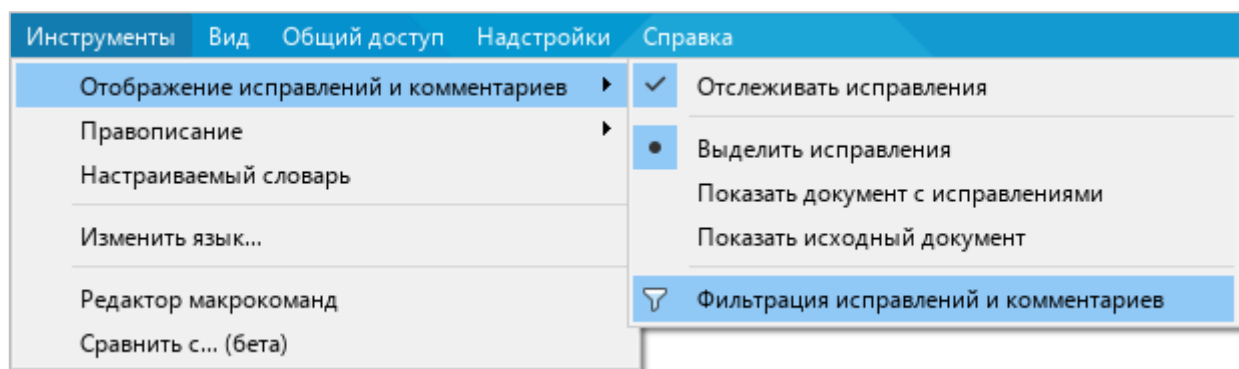 Инструменты Вид Общий доступ Надстройки Справка
Отображение исправлений и комментариев
Правописание
Настраиваемый словарь
Изменить язык...
Редактор макрокоманд
Сравнить с... (бета)
Отслеживать исправления
Выделить исправления
Показать документ с исправлениями
Показать исходный документ
Фильтрация исправлений и комментариев